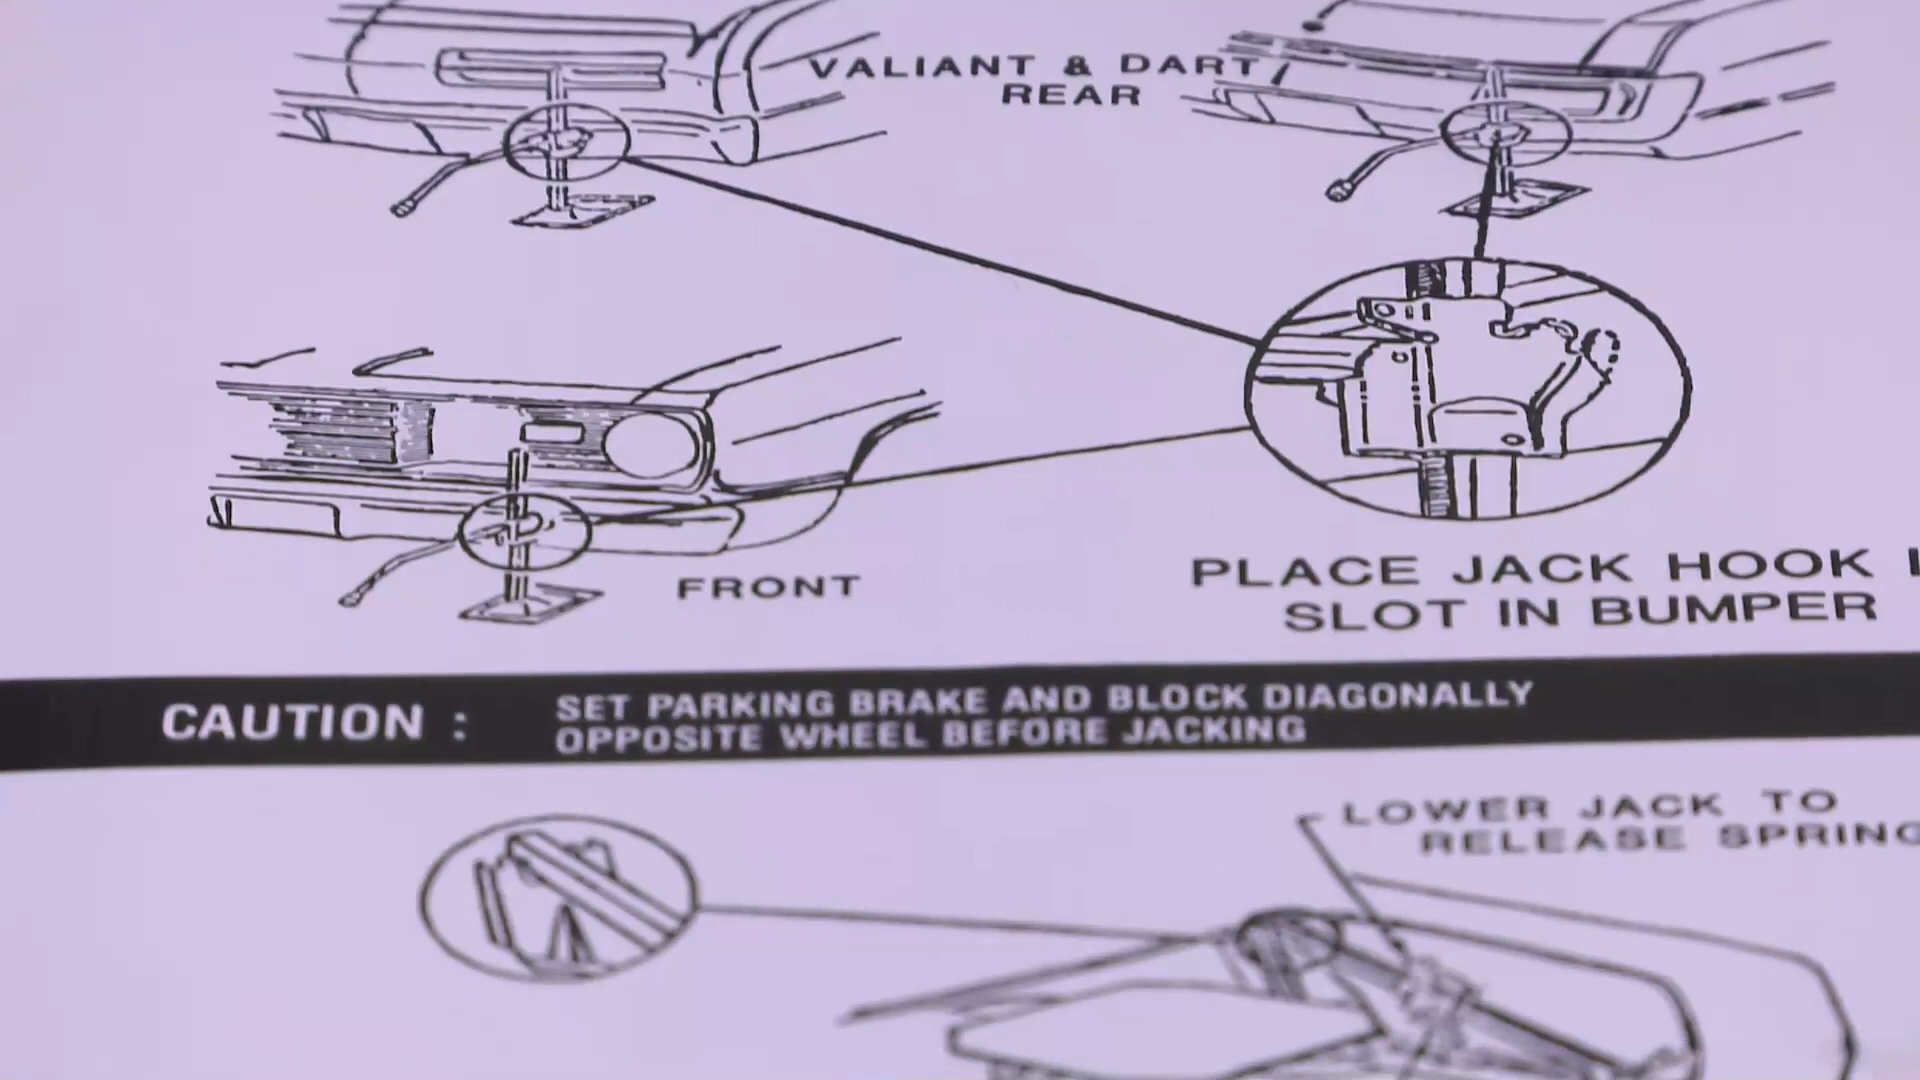 VALIANT & DART
REAR
FRONT
PLACE JACK HOOK
SLOT IN BUMPER
CAUTION :
SET PARKING BRAKE AND BLOCK DIAGONALLY
OPPOSITE WHEEL BEFORE JACKING
LOWER JACK TO
RELEASE SPRING